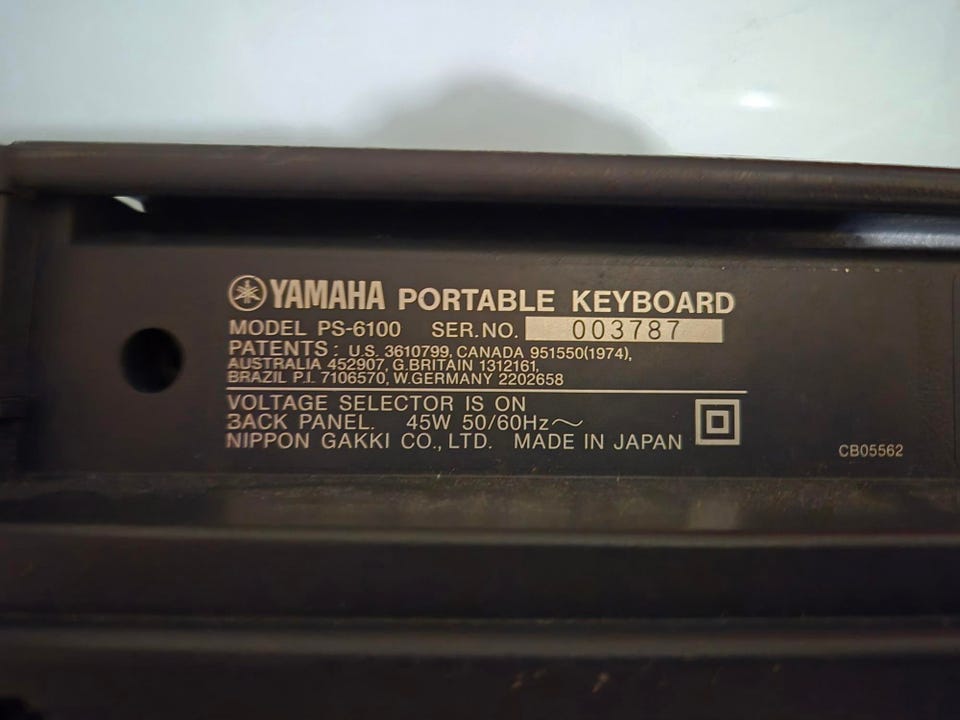 YAMAHA PORTABLE KEYBOARD
MODEL PS-6100 SER.NO. 003787
PATENTS : U.S. 3610799, CANADA 951550(1974),
AUSTRALIA 452907, G.BRITAIN 1312161,
BRAZIL P.I. 7106570, W.GERMANY 2202658
VOLTAGE SELECTOR IS ON
BACK PANEL. 45W 50/60Hz～
NIPPON GAKKI CO., LTD. MADE IN JAPAN
CB05562